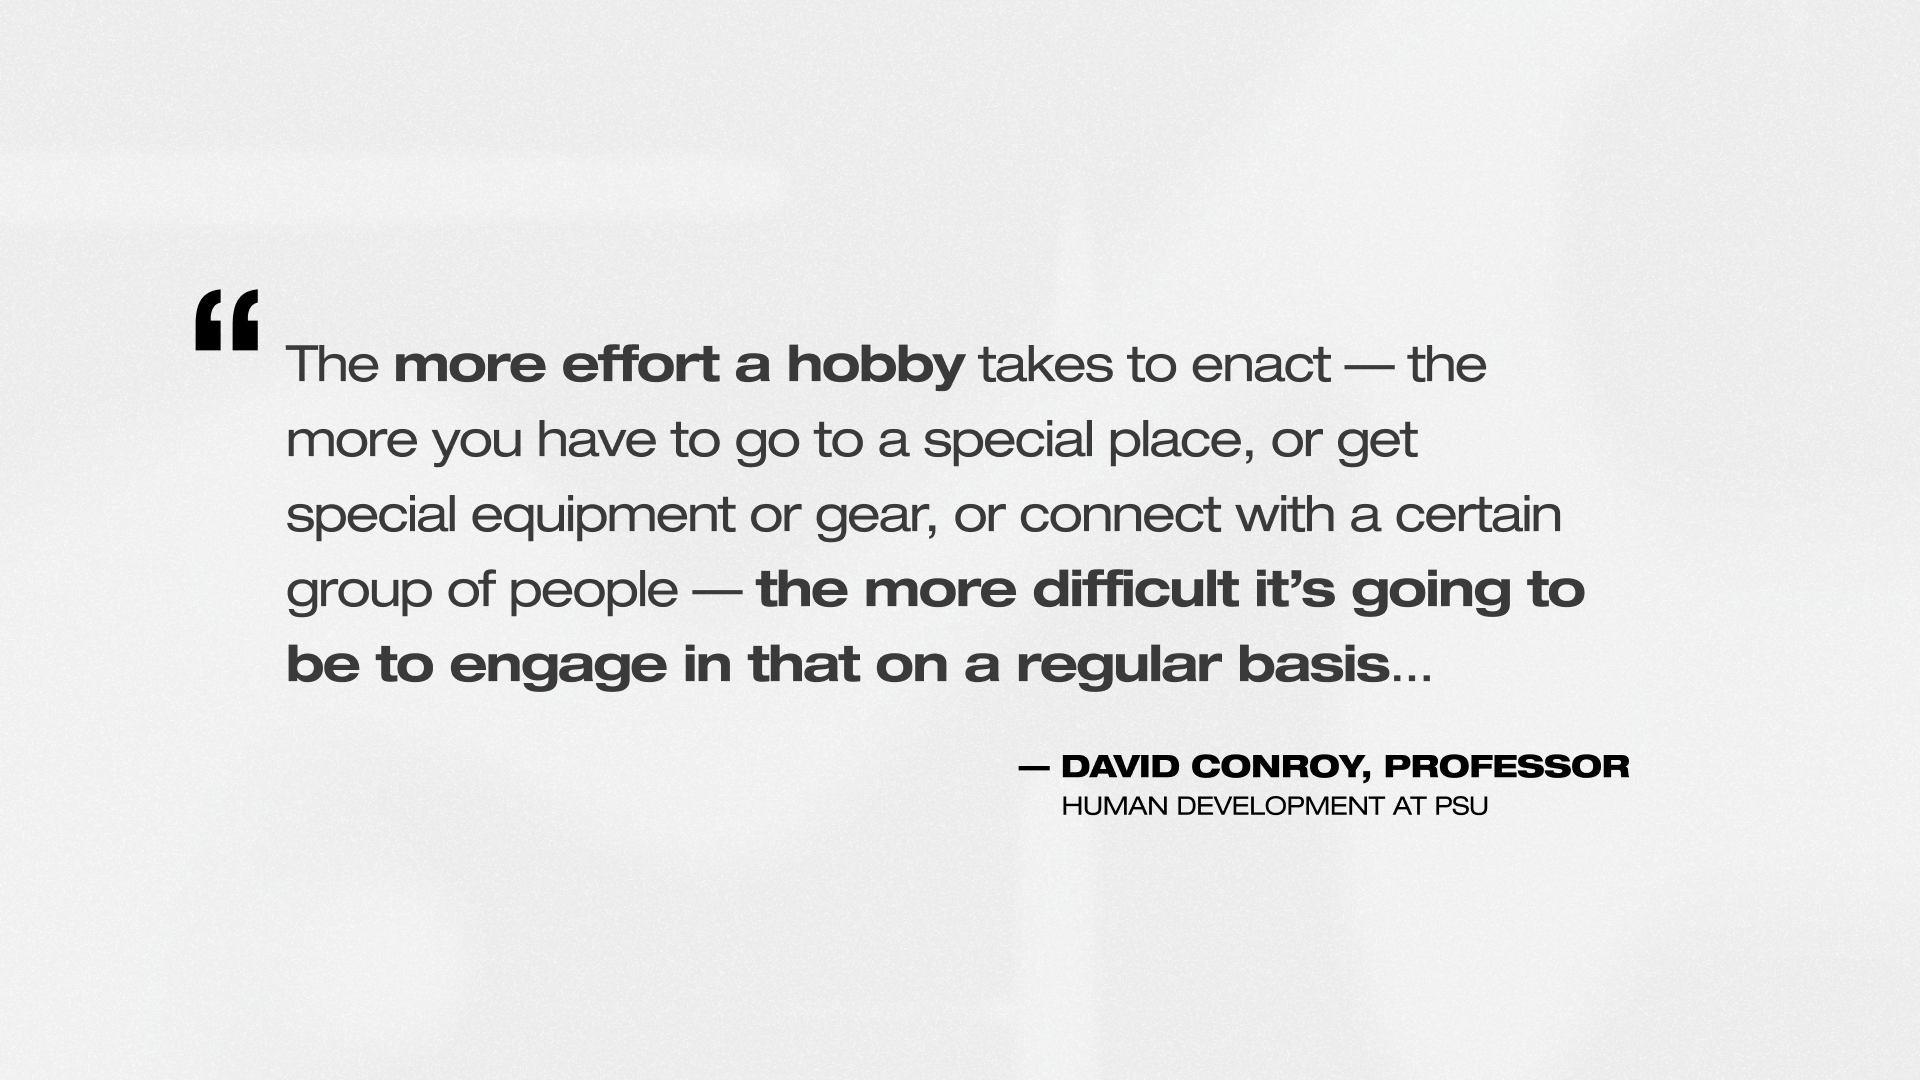 “
The more effort a hobby takes to enact — the
more you have to go to a special place, or get
special equipment or gear, or connect with a certain
group of people — the more difficult it’s going to
be to engage in that on a regular basis...
— DAVID CONROY, PROFESSOR
HUMAN DEVELOPMENT AT PSU